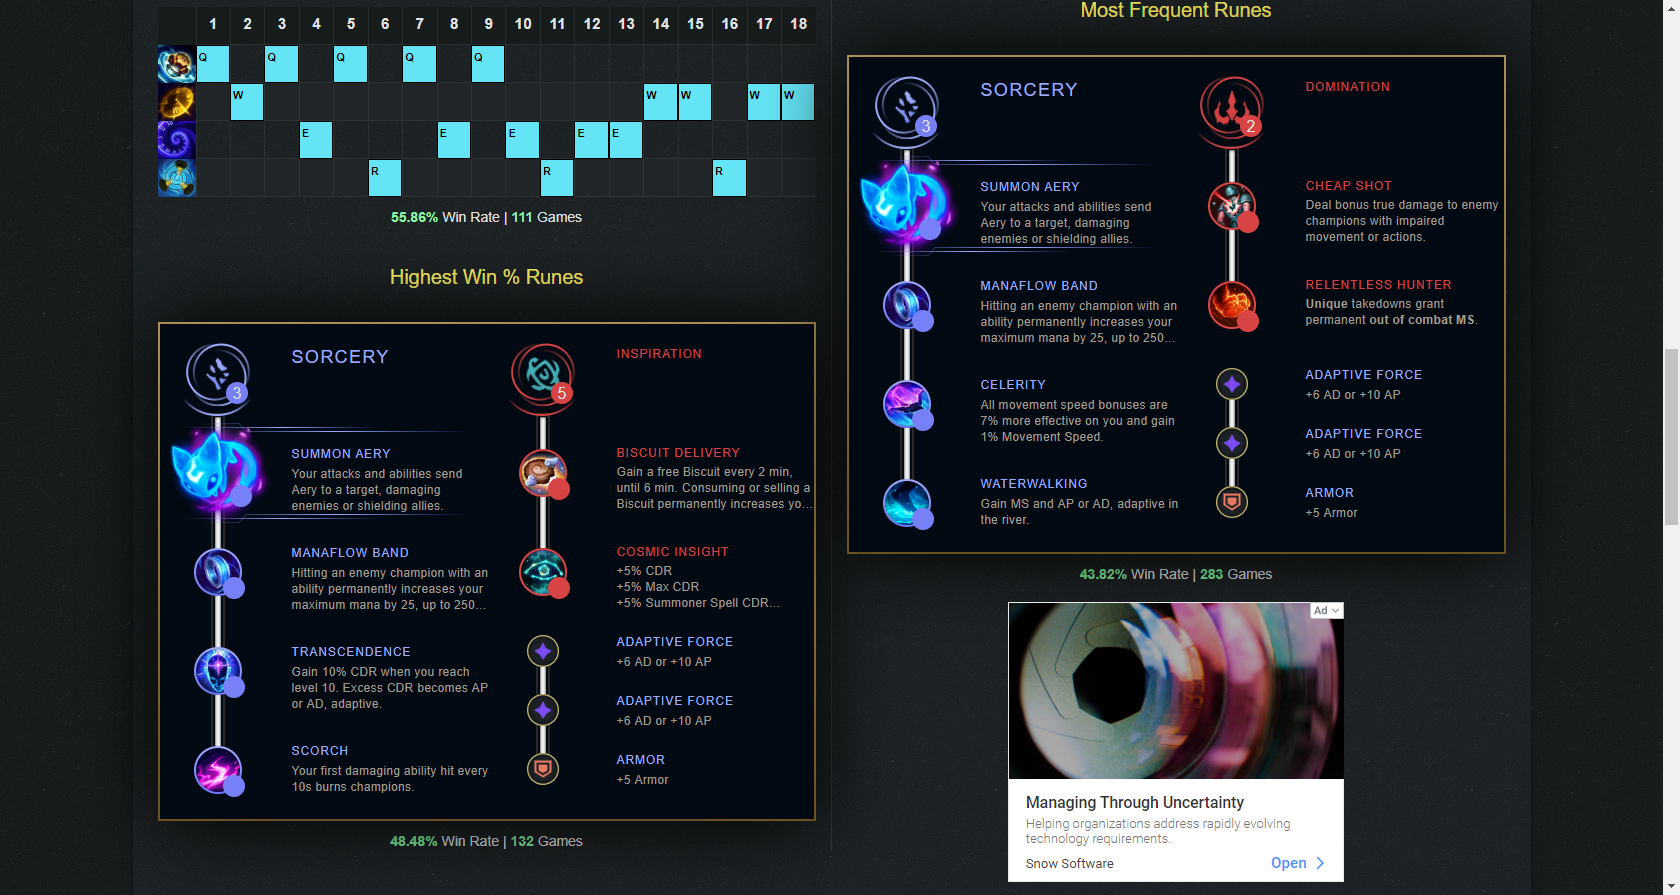 1 2 3 4 5 6 7 8 9 10 11 12 13 14 15 16 17 18
Q Q Q Q Q
W W W W W
E E E E E
R R R
55.86% Win Rate | 111 Games
Highest Win % Runes
3
SORCERY
SUMMON AERY
Your attacks and abilities send
Aery to a target, damaging
enemies or shielding allies.
MANAFLOW BAND
Hitting an enemy champion with an
ability permanently increases your
maximum mana by 25, up to 250...
TRANSCENDENCE
Gain 10% CDR when you reach
level 10. Excess CDR becomes AP
or AD, adaptive.
SCORCH
Your first damaging ability hit every
10s burns champions.
5
INSPIRATION
BISCUIT DELIVERY
Gain a free Biscuit every 2 min,
until 6 min. Consuming or selling a
Biscuit permanently increases yo...
COSMIC INSIGHT
+5% CDR
+5% Max CDR
+5% Summoner Spell CDR...
ADAPTIVE FORCE
+6 AD or +10 AP
ADAPTIVE FORCE
+6 AD or +10 AP
ARMOR
+5 Armor
48.48% Win Rate | 132 Games
Most Frequent Runes
3
SORCERY
SUMMON AERY
Your attacks and abilities send
Aery to a target, damaging
enemies or shielding allies.
MANAFLOW BAND
Hitting an enemy champion with an
ability permanently increases your
maximum mana by 25, up to 250...
CELERITY
All movement speed bonuses are
7% more effective on you and gain
1% Movement Speed.
WATERWALKING
Gain MS and AP or AD, adaptive in
the river.
2
DOMINATION
CHEAP SHOT
Deal bonus true damage to enemy
champions with impaired
movement or actions.
RELENTLESS HUNTER
Unique takedowns grant
permanent out of combat MS.
ADAPTIVE FORCE
+6 AD or +10 AP
ADAPTIVE FORCE
+6 AD or +10 AP
ARMOR
+5 Armor
43.82% Win Rate | 283 Games
Ad
Managing Through Uncertainty
Helping organizations address rapidly evolving
technology requirements.
Snow Software
Open